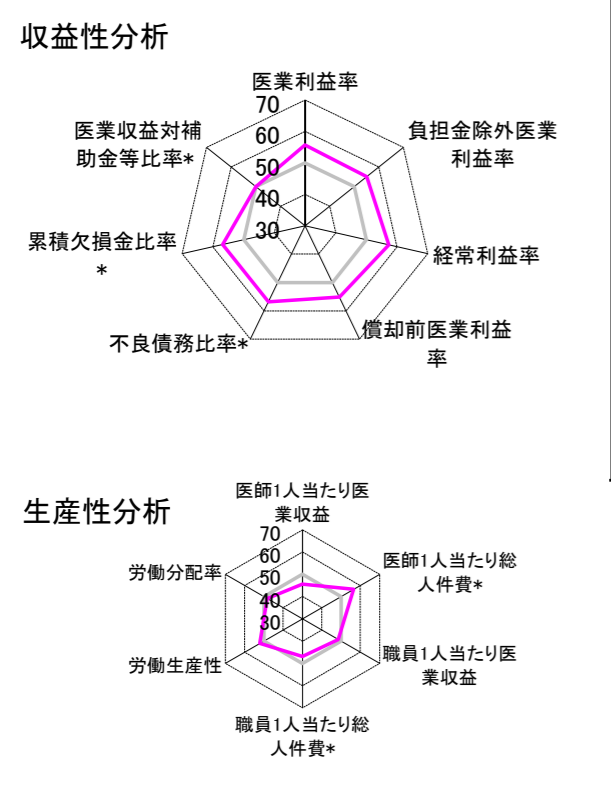 収益性分析
医業利益率
70
60
50
40
30
負担金除外医業
利益率
経常利益率
償却前医業利益
率
不良債務比率*
累積欠損金比率
*
医業収益対補
助金等比率*
生産性分析
医師1人当たり医
業収益
70
60
50
40
30
医師1人当たり総
人件費*
職員1人当たり医
業収益
職員1人当たり総
人件費*
労働生産性
労働分配率